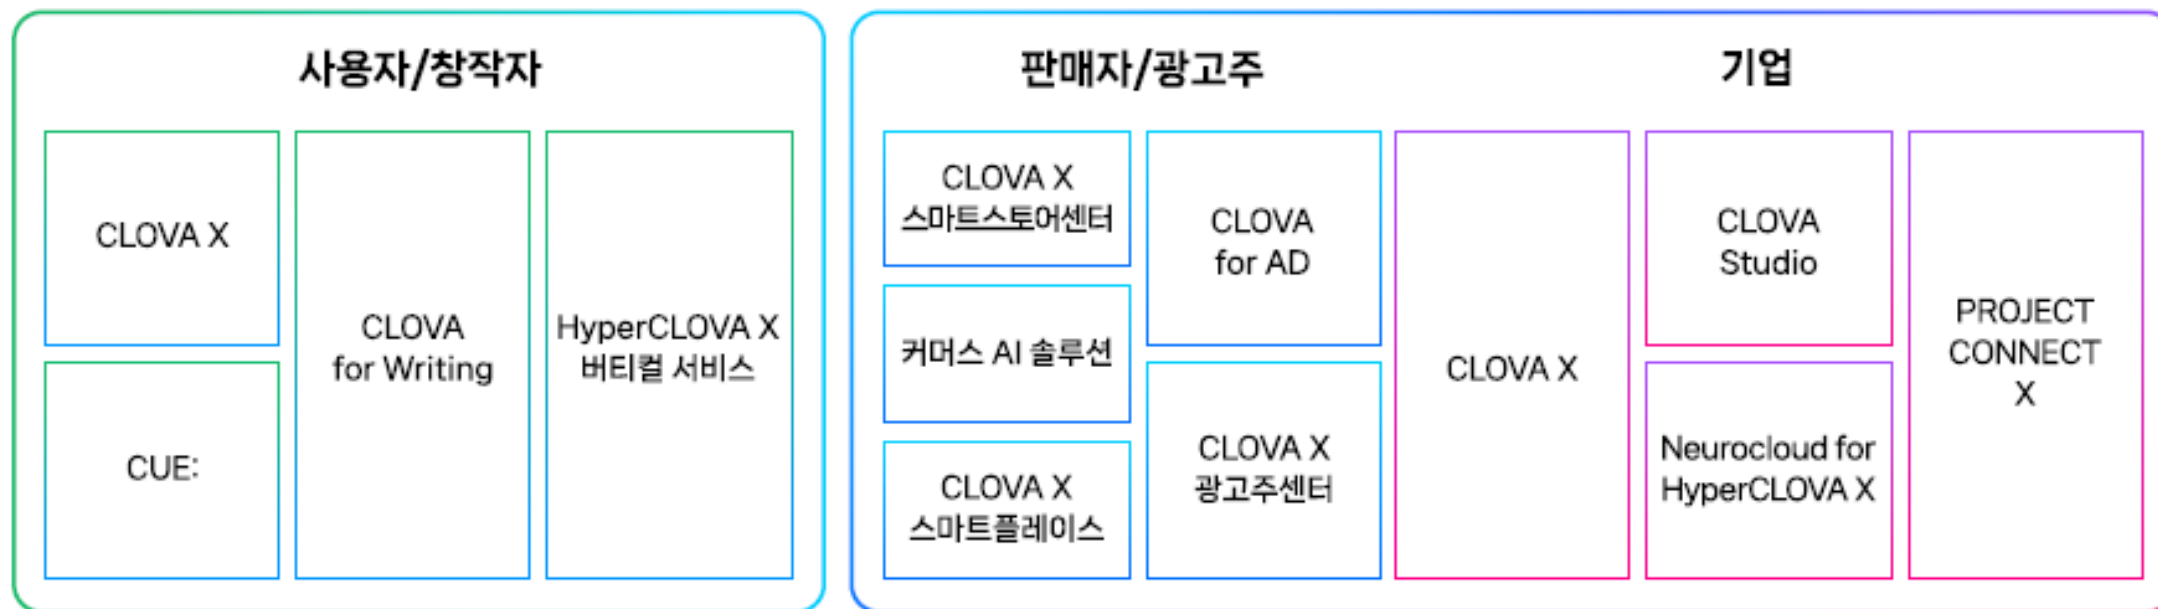 사용자/창작자
CLOVA X
CUE:
CLOVA
for Writing
HyperCLOVA X
버티컬 서비스
판매자/광고주
기업
CLOVA X
스마트스토어센터
커머스 AI 솔루션
CLOVA X
스마트플레이스
CLOVA
for AD
CLOVA X
광고주센터
CLOVA X
CLOVA
Studio
Neurocloud for
HyperCLOVA X
PROJECT
CONNECT
X